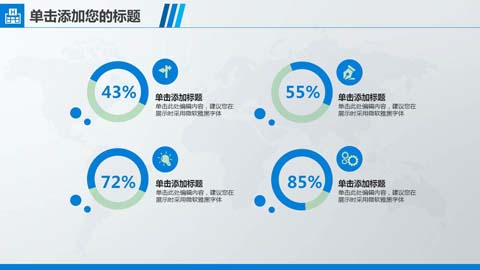 H
单击添加您的标题
43%
单击添加标题
单击此处编辑内容，建议您在
展示时采用微软雅黑字体
55%
单击添加标题
单击此处编辑内容，建议您在
展示时采用微软雅黑字体
72%
单击添加标题
单击此处编辑内容，建议您在
展示时采用微软雅黑字体
85%
单击添加标题
单击此处编辑内容，建议您在
展示时采用微软雅黑字体